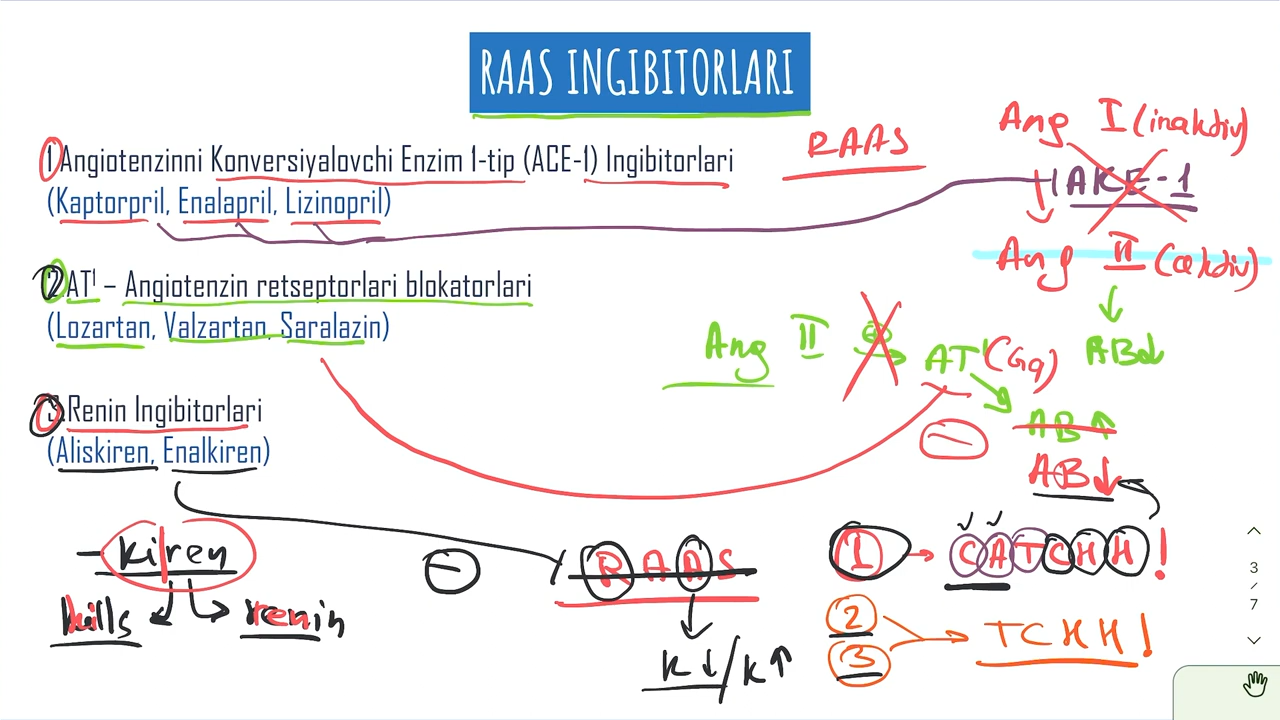 RAAS INGIBITORLARI
1.Angiotenzinni Konversiyalovchi Enzim 1-tip (ACE-1) Ingibitorlari
(Kaptorpril, Enalapril, Lizinopril)
RAAS
Ang I (inaktiv)
AKE-1
Ang II (aktiv)
AB↓
2 AT¹ – Angiotenzin retseptorlari blokatorlari
(Lozartan, Valzartan, Saralazin)
Ang II ⊕ → AT¹(Gq)
AB↑
AB↓
3.Renin Ingibitorlari
(Aliskiren, Enalkiren)
-kiren
kills renin
RAAS
K↓/K↑
1 → CATCHH!
2
3 → TCHH!
3
/
7